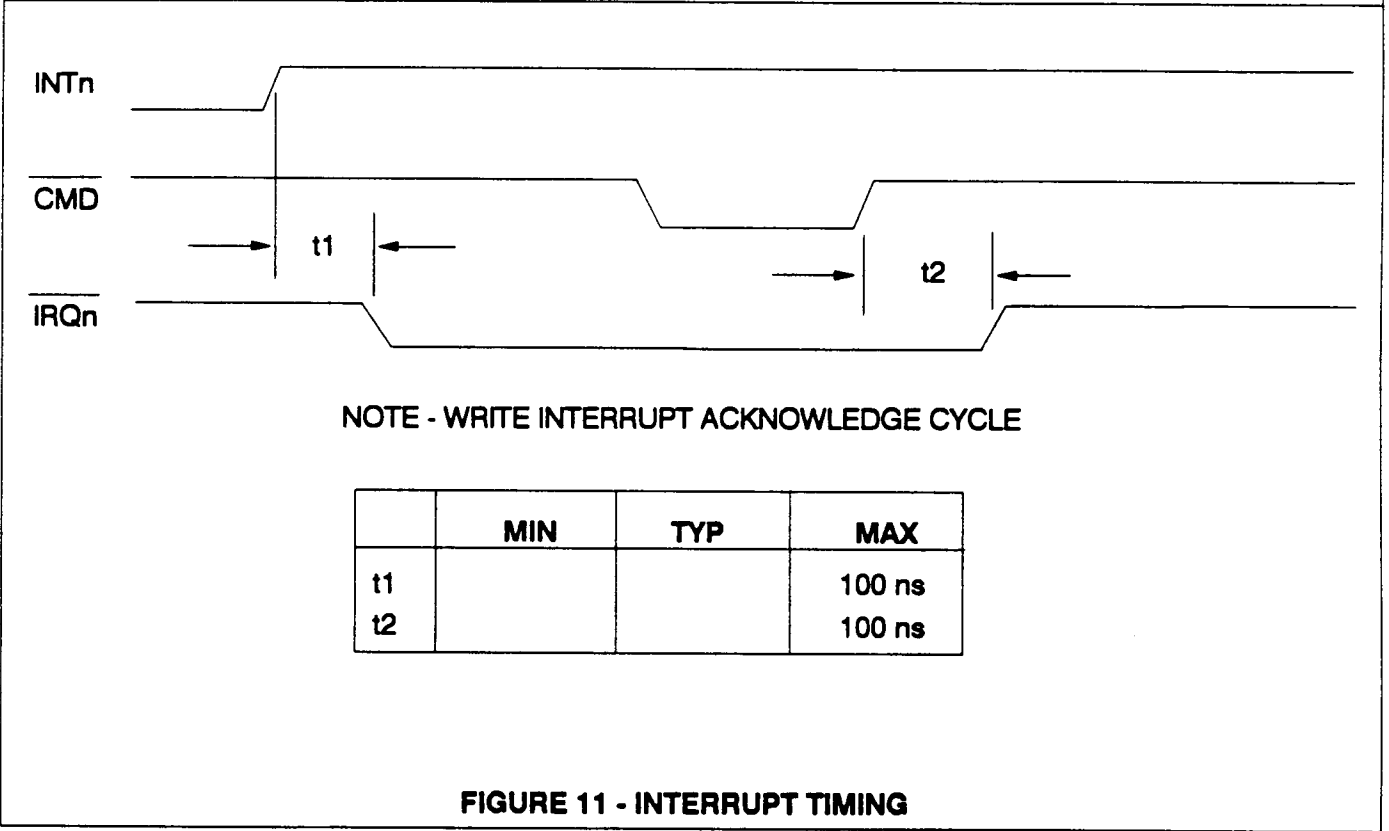 INTn
CMD
t1
t2
IRQn
NOTE - WRITE INTERRUPT ACKNOWLEDGE CYCLE
MIN TYP MAX
t1 100 ns
t2 100 ns
FIGURE 11 - INTERRUPT TIMING